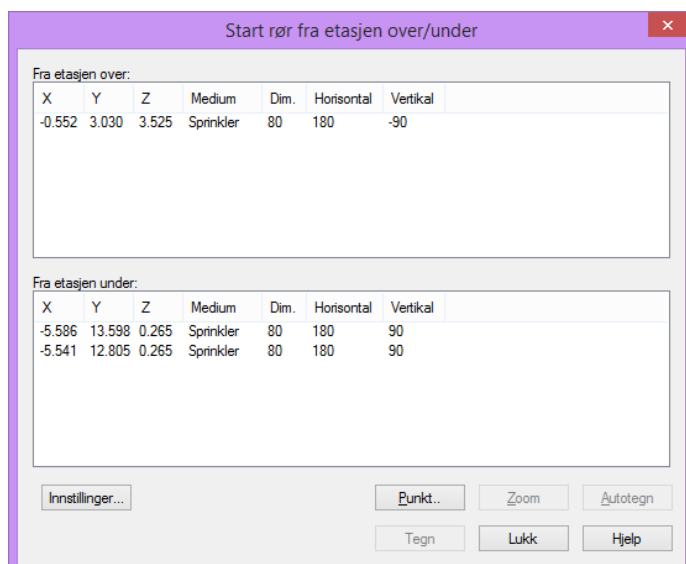 Start rør fra etasjen over/under
Fra etasjen over:
X Y Z Medium Dim. Horisontal Vertikal
-0.552 3.030 3.525 Sprinkler 80 180 -90
Fra etasjen under:
X Y Z Medium Dim. Horisontal Vertikal
-5.586 13.598 0.265 Sprinkler 80 180 90
-5.541 12.805 0.265 Sprinkler 80 180 90
Innstillinger... Punkt.. Zoom Autotegn
Tegn Lukk Hjelp